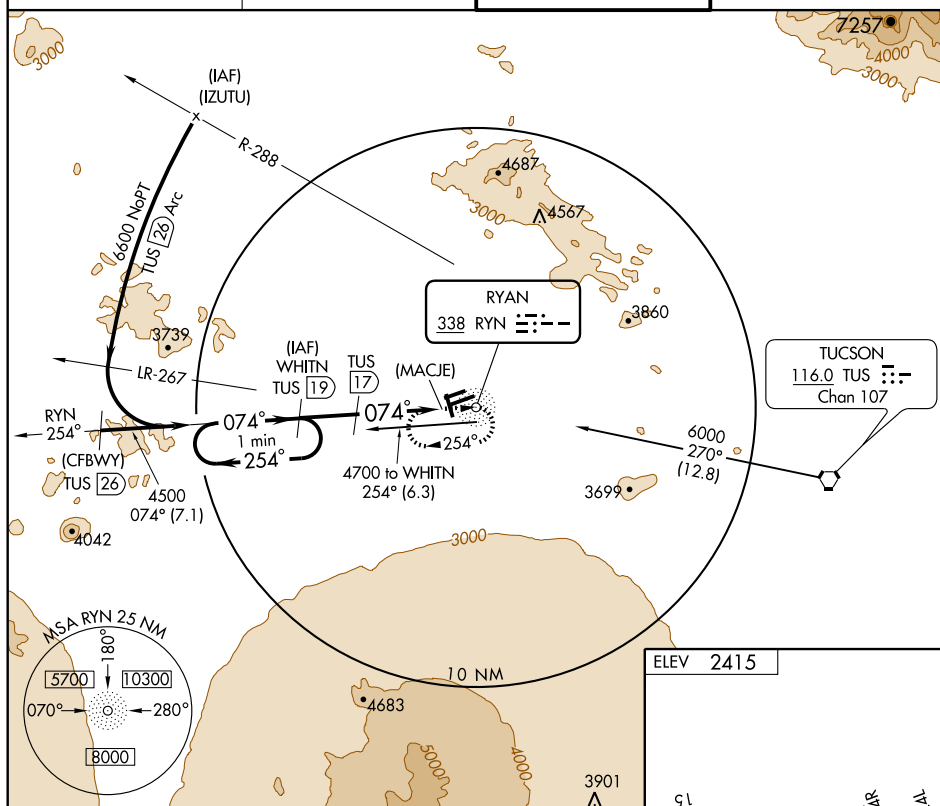 7257
3000
4000
3000
(IAF)
(IZUTU)
R-288
4687
3000
4567
6600 NoPT
TUS 26 Arc
RYAN
338 RYN
3860
3739
TUCSON
116.0 TUS
Chan 107
(IAF)
WHITN
TUS 19
TUS
17
(MACJE)
LR-267
RYN
254°
074°
1 min
254°
074°
254°
6000
270°
(12.8)
(CFBWY)
TUS 26
4500
074° (7.1)
4700 to WHITN
254° (6.3)
3699
4042
3000
MSA RYN 25 NM
180°
5700
10300
070°
280°
8000
10 NM
ELEV 2415
4683
5000
4000
3901
15
AR
AL